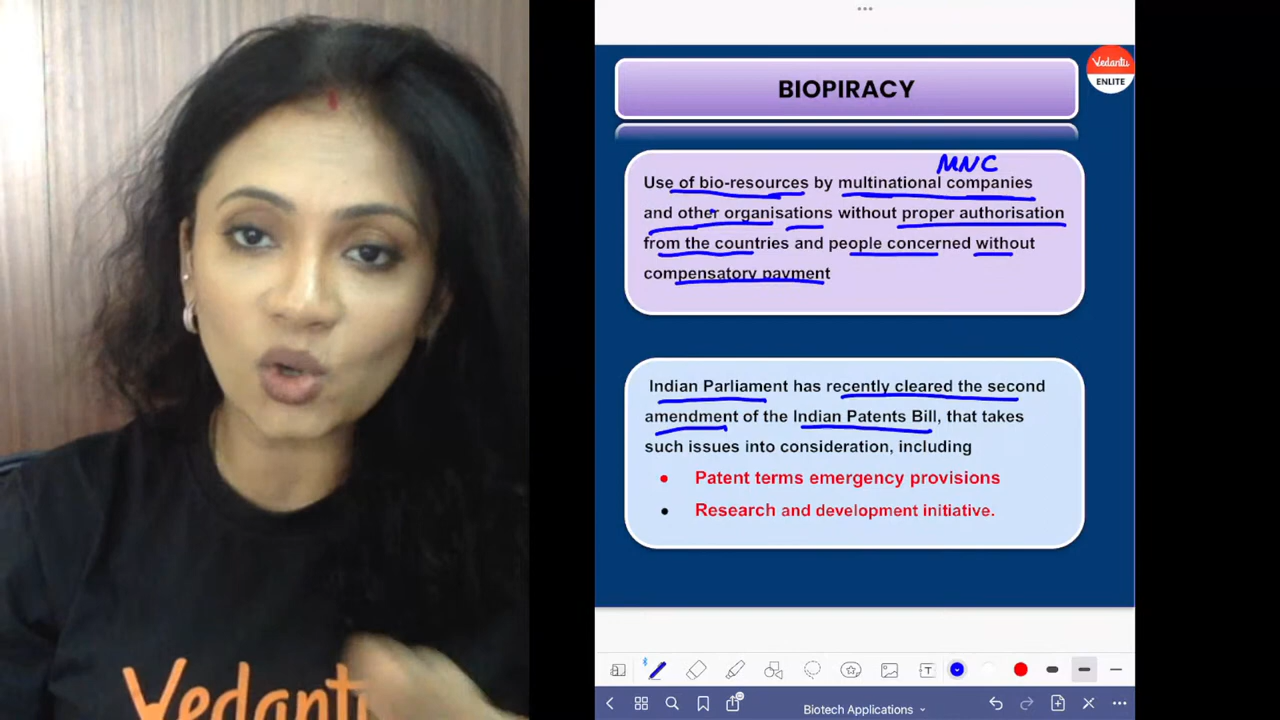 Vedantu
ENLITE
BIOPIRACY
MNC
Use of bio-resources by multinational companies
and other organisations without proper authorisation
from the countries and people concerned without
compensatory payment
Indian Parliament has recently cleared the second
amendment of the Indian Patents Bill, that takes
such issues into consideration, including
• Patent terms emergency provisions
• Research and development initiative.
Vedantu
T
Biotech Applications